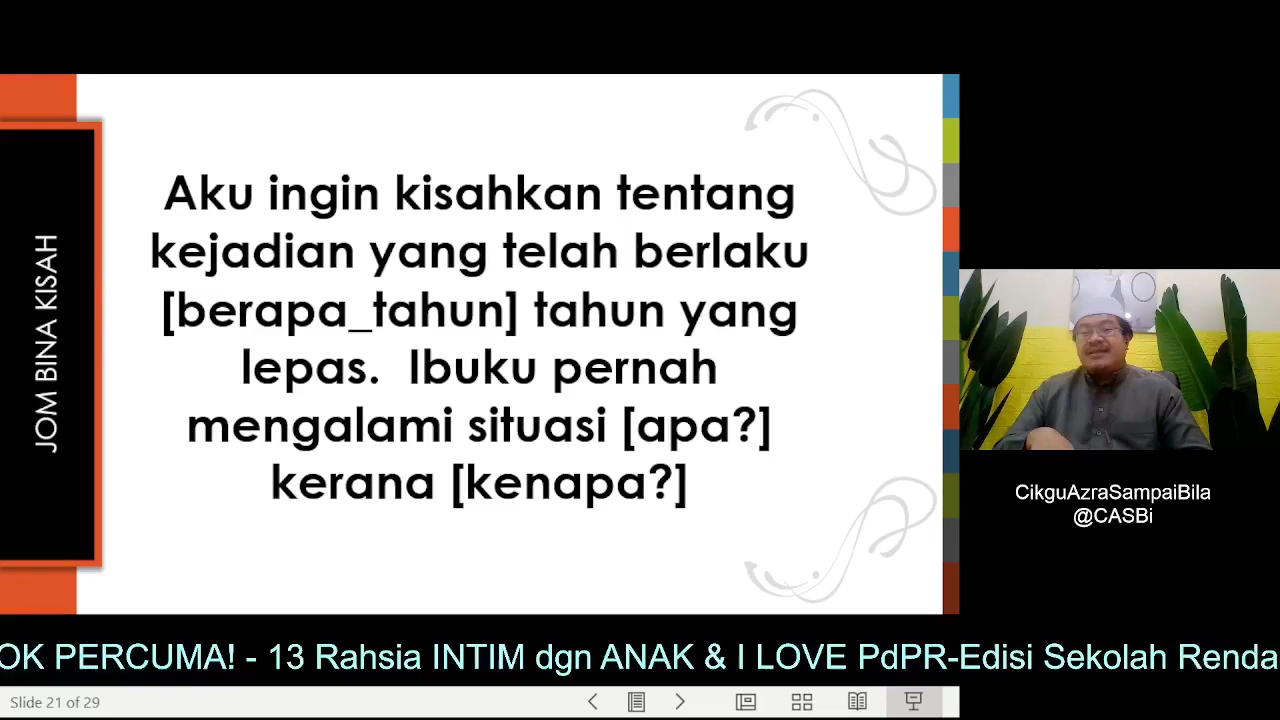 JOM BINA KISAH
Aku ingin kisahkan tentang
kejadian yang telah berlaku
[berapa_tahun] tahun yang
lepas.  Ibuku pernah
mengalami situasi [apa?]
kerana [kenapa?]
CikguAzraSampaiBila
@CASBi
OK PERCUMA! - 13 Rahsia INTIM dgn ANAK & I LOVE PdPR-Edisi Sekolah Renda
Slide 21 of 29